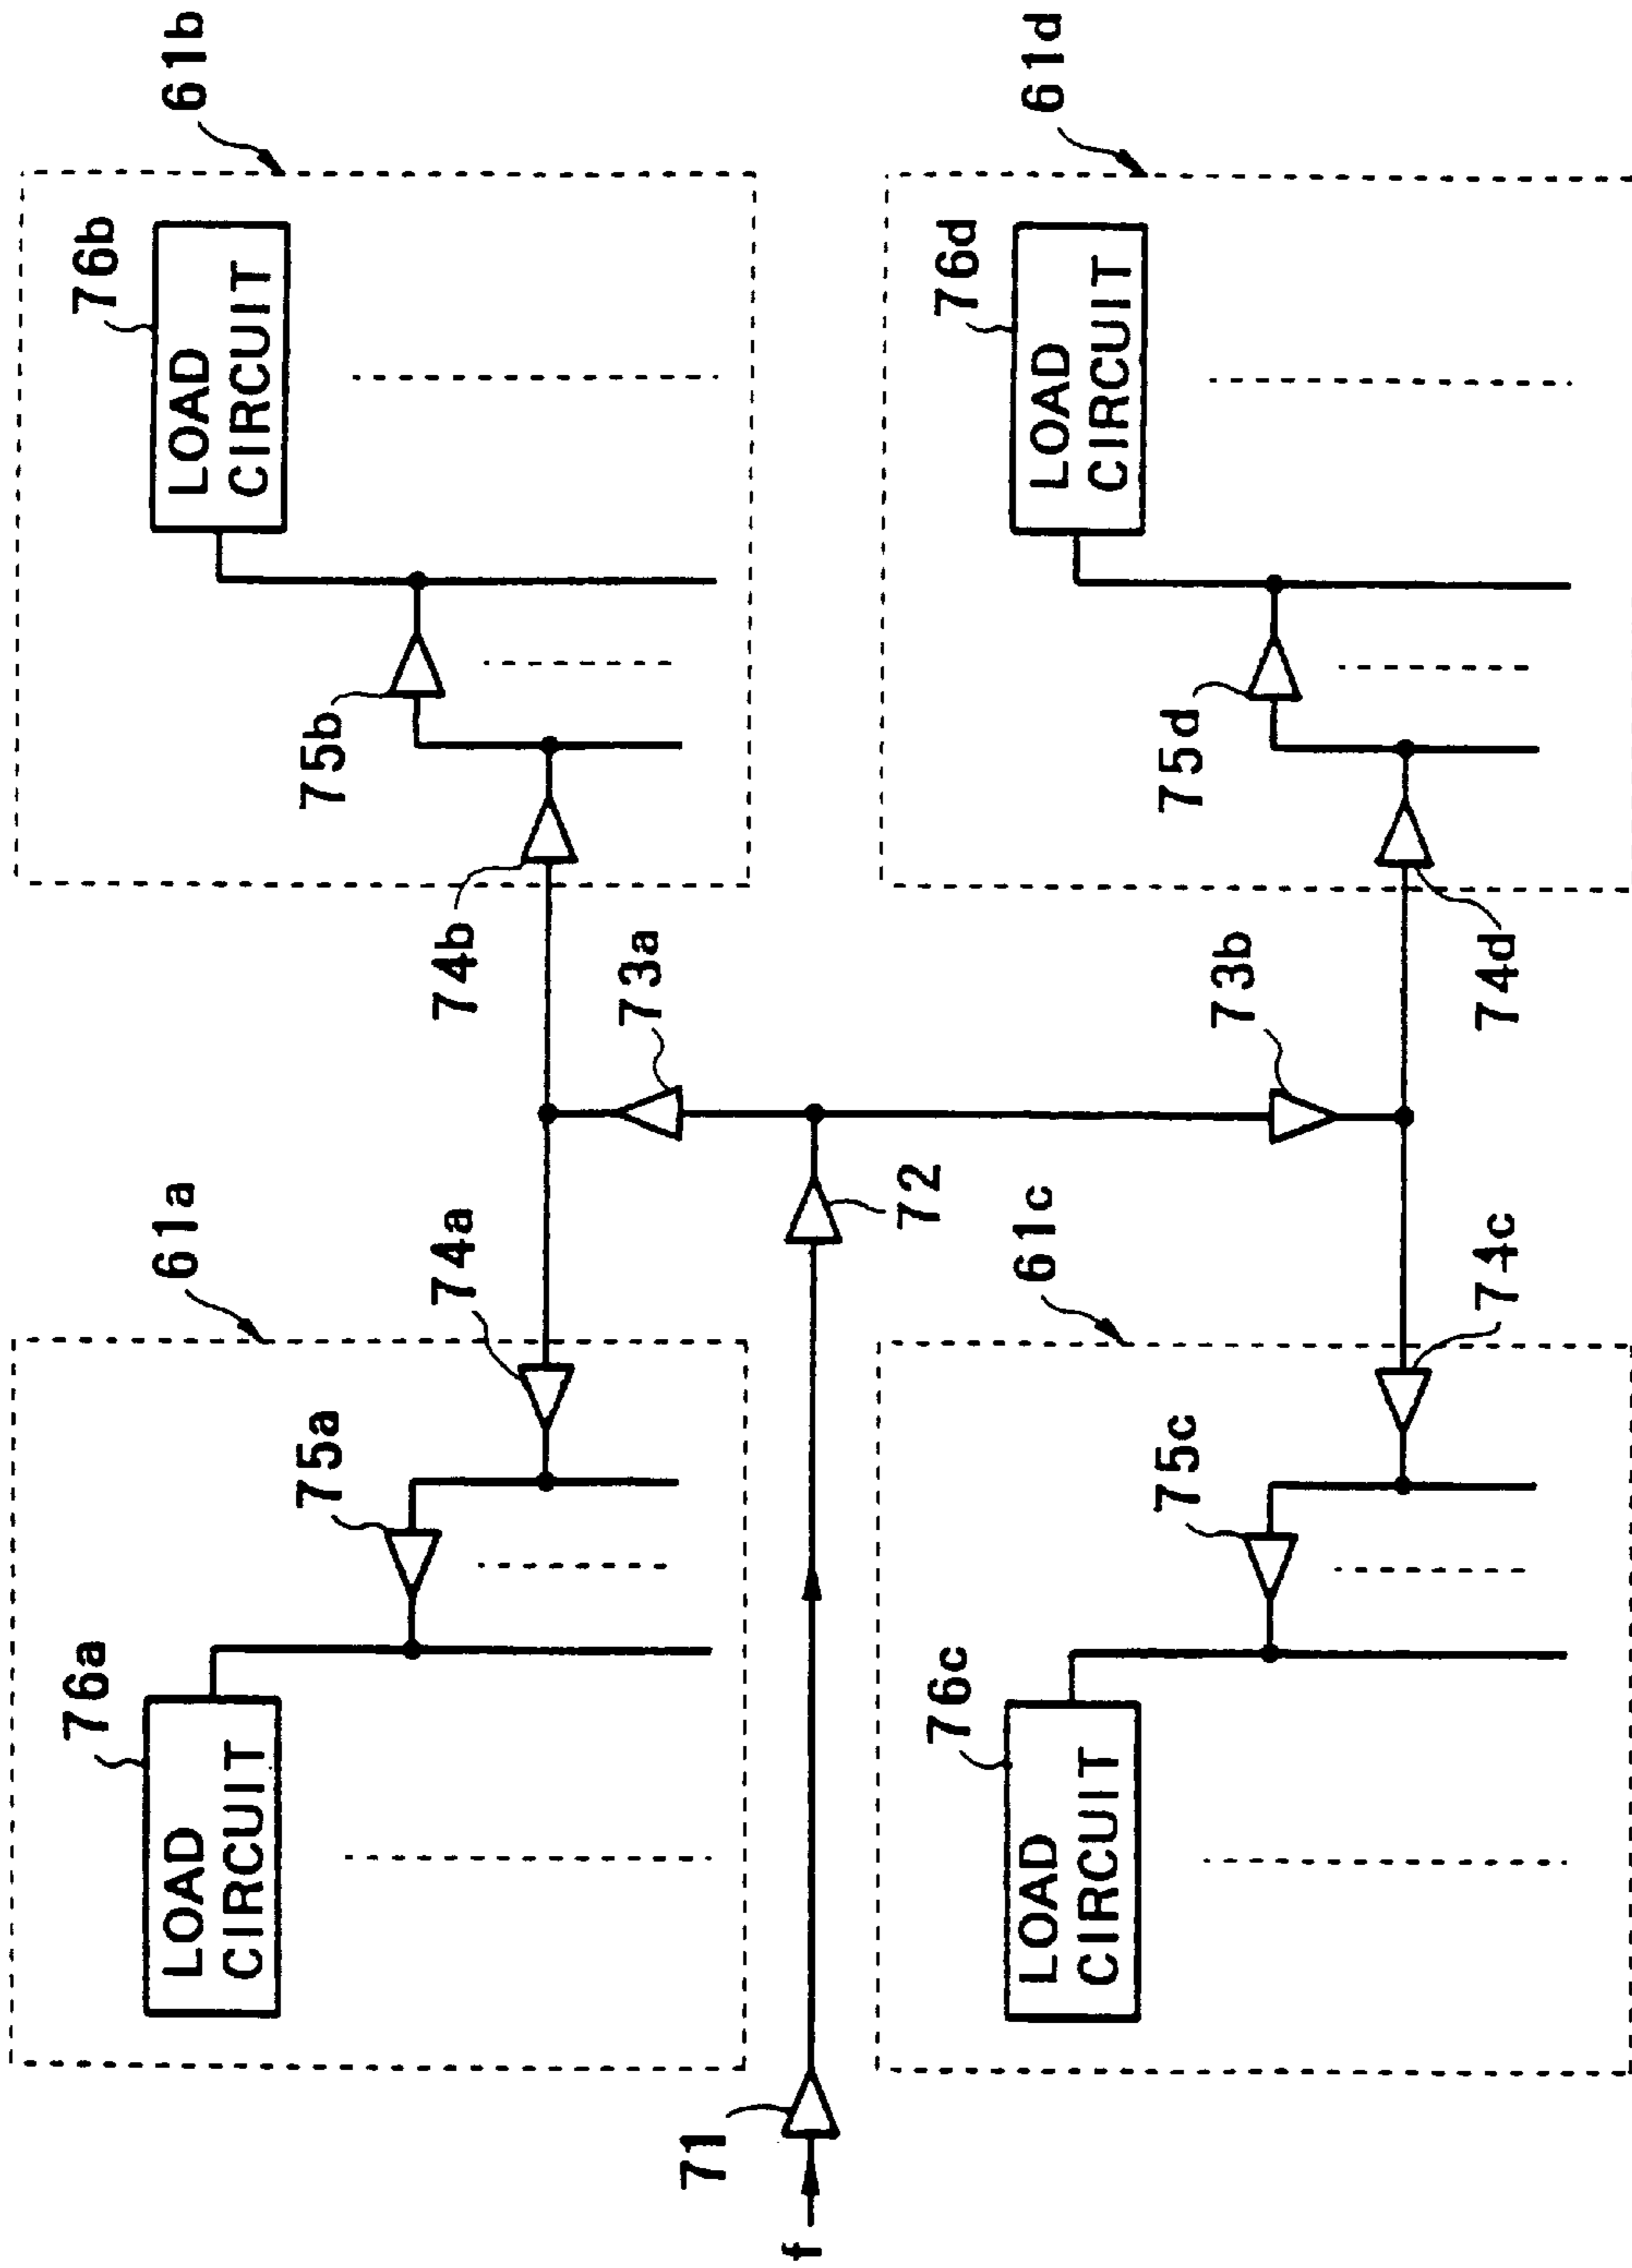 61a
76a
LOAD
CIRCUIT
75a
74a
61b
76b
LOAD
CIRCUIT
75b
74b
73a
f
71
72
61c
76c
LOAD
CIRCUIT
75c
74c
73b
61d
76d
LOAD
CIRCUIT
75d
74d